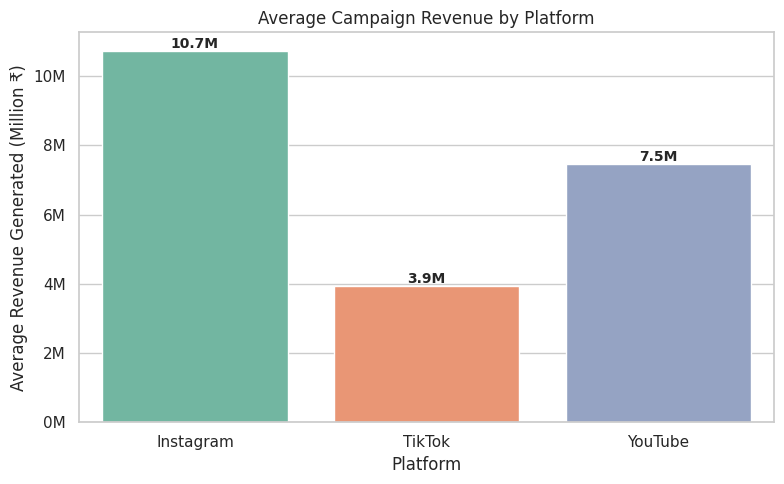 Average Campaign Revenue by Platform
Average Revenue Generated (Million ₹)
10M
8M
6M
4M
2M
0M
10.7M
3.9M
7.5M
Instagram
TikTok
YouTube
Platform